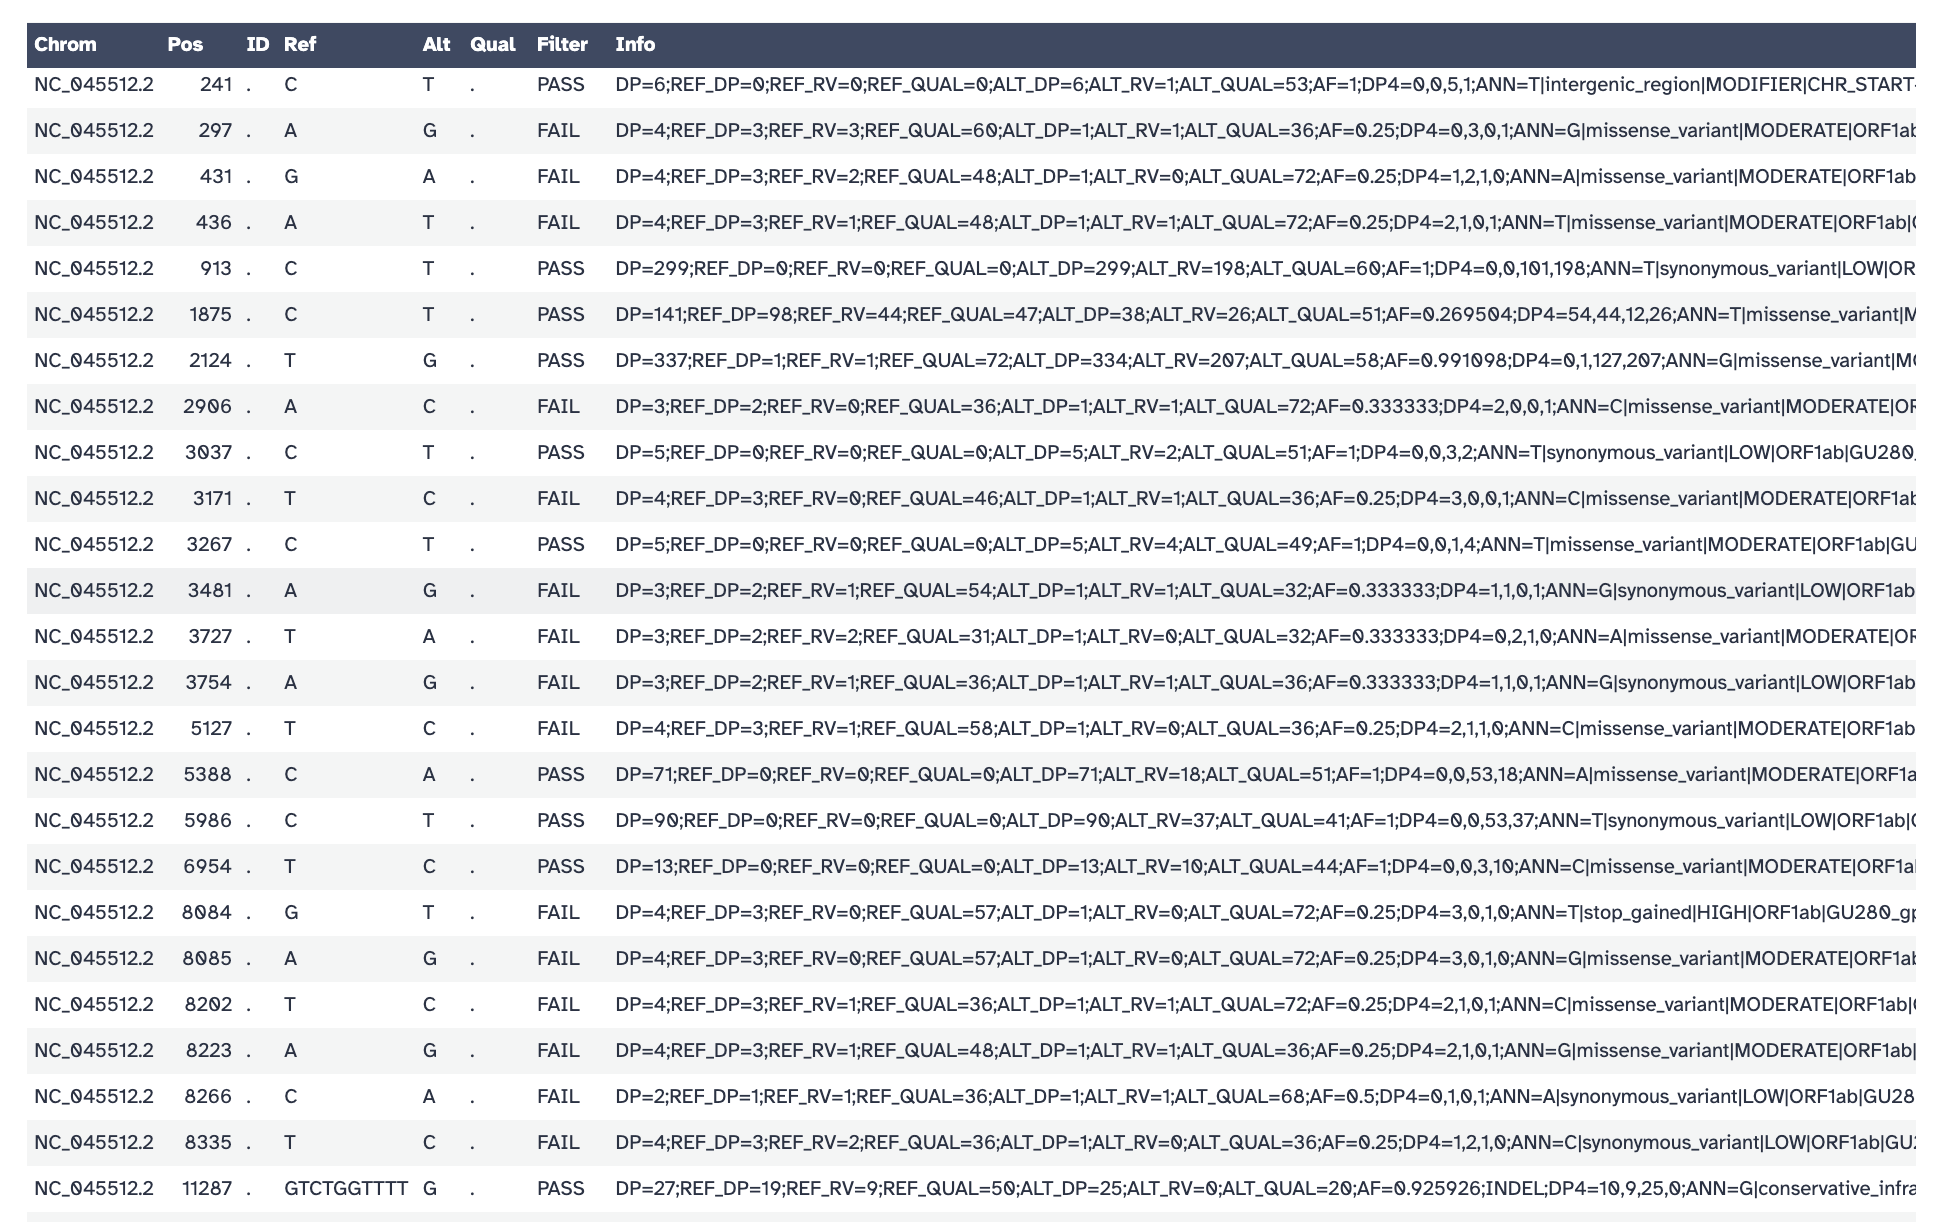 Chrom Pos ID Ref Alt Qual Filter Info
NC_045512.2 241 . C T . PASS DP=6;REF_DP=0;REF_RV=0;REF_QUAL=0;ALT_DP=6;ALT_RV=1;ALT_QUAL=53;AF=1;DP4=0,0,5,1;ANN=T|intergenic_region|MODIFIER|CHR_START-
NC_045512.2 297 . A G . FAIL DP=4;REF_DP=3;REF_RV=3;REF_QUAL=60;ALT_DP=1;ALT_RV=1;ALT_QUAL=36;AF=0.25;DP4=0,3,0,1;ANN=G|missense_variant|MODERATE|ORF1ab
NC_045512.2 431 . G A . FAIL DP=4;REF_DP=3;REF_RV=2;REF_QUAL=48;ALT_DP=1;ALT_RV=0;ALT_QUAL=72;AF=0.25;DP4=1,2,1,0;ANN=A|missense_variant|MODERATE|ORF1ab
NC_045512.2 436 . A T . FAIL DP=4;REF_DP=3;REF_RV=1;REF_QUAL=48;ALT_DP=1;ALT_RV=1;ALT_QUAL=72;AF=0.25;DP4=2,1,0,1;ANN=T|missense_variant|MODERATE|ORF1ab|
NC_045512.2 913 . C T . PASS DP=299;REF_DP=0;REF_RV=0;REF_QUAL=0;ALT_DP=299;ALT_RV=198;ALT_QUAL=60;AF=1;DP4=0,0,101,198;ANN=T|synonymous_variant|LOW|OR
NC_045512.2 1875 . C T . PASS DP=141;REF_DP=98;REF_RV=44;REF_QUAL=47;ALT_DP=38;ALT_RV=26;ALT_QUAL=51;AF=0.269504;DP4=54,44,12,26;ANN=T|missense_variant|M
NC_045512.2 2124 . T G . PASS DP=337;REF_DP=1;REF_RV=1;REF_QUAL=72;ALT_DP=334;ALT_RV=207;ALT_QUAL=58;AF=0.991098;DP4=0,1,127,207;ANN=G|missense_variant|MO
NC_045512.2 2906 . A C . FAIL DP=3;REF_DP=2;REF_RV=0;REF_QUAL=36;ALT_DP=1;ALT_RV=1;ALT_QUAL=72;AF=0.333333;DP4=2,0,0,1;ANN=C|missense_variant|MODERATE|OR
NC_045512.2 3037 . C T . PASS DP=5;REF_DP=0;REF_RV=0;REF_QUAL=0;ALT_DP=5;ALT_RV=2;ALT_QUAL=51;AF=1;DP4=0,0,3,2;ANN=T|synonymous_variant|LOW|ORF1ab|GU280_
NC_045512.2 3171 . T C . FAIL DP=4;REF_DP=3;REF_RV=0;REF_QUAL=46;ALT_DP=1;ALT_RV=1;ALT_QUAL=36;AF=0.25;DP4=3,0,0,1;ANN=C|missense_variant|MODERATE|ORF1ab
NC_045512.2 3267 . C T . PASS DP=5;REF_DP=0;REF_RV=0;REF_QUAL=0;ALT_DP=5;ALT_RV=4;ALT_QUAL=49;AF=1;DP4=0,0,1,4;ANN=T|missense_variant|MODERATE|ORF1ab|GU
NC_045512.2 3481 . A G . FAIL DP=3;REF_DP=2;REF_RV=1;REF_QUAL=54;ALT_DP=1;ALT_RV=1;ALT_QUAL=32;AF=0.333333;DP4=1,1,0,1;ANN=G|synonymous_variant|LOW|ORF1ab
NC_045512.2 3727 . T A . FAIL DP=3;REF_DP=2;REF_RV=2;REF_QUAL=31;ALT_DP=1;ALT_RV=0;ALT_QUAL=32;AF=0.333333;DP4=0,2,1,0;ANN=A|missense_variant|MODERATE|OR
NC_045512.2 3754 . A G . FAIL DP=3;REF_DP=2;REF_RV=1;REF_QUAL=36;ALT_DP=1;ALT_RV=1;ALT_QUAL=36;AF=0.333333;DP4=1,1,0,1;ANN=G|synonymous_variant|LOW|ORF1ab
NC_045512.2 5127 . T C . FAIL DP=4;REF_DP=3;REF_RV=1;REF_QUAL=58;ALT_DP=1;ALT_RV=0;ALT_QUAL=36;AF=0.25;DP4=2,1,1,0;ANN=C|missense_variant|MODERATE|ORF1ab
NC_045512.2 5388 . C A . PASS DP=71;REF_DP=0;REF_RV=0;REF_QUAL=0;ALT_DP=71;ALT_RV=18;ALT_QUAL=51;AF=1;DP4=0,0,53,18;ANN=A|missense_variant|MODERATE|ORF1a
NC_045512.2 5986 . C T . PASS DP=90;REF_DP=0;REF_RV=0;REF_QUAL=0;ALT_DP=90;ALT_RV=37;ALT_QUAL=41;AF=1;DP4=0,0,53,37;ANN=T|synonymous_variant|LOW|ORF1ab|
NC_045512.2 6954 . T C . PASS DP=13;REF_DP=0;REF_RV=0;REF_QUAL=0;ALT_DP=13;ALT_RV=10;ALT_QUAL=44;AF=1;DP4=0,0,3,10;ANN=C|missense_variant|MODERATE|ORF1a
NC_045512.2 8084 . G T . FAIL DP=4;REF_DP=3;REF_RV=0;REF_QUAL=57;ALT_DP=1;ALT_RV=0;ALT_QUAL=72;AF=0.25;DP4=3,0,1,0;ANN=T|stop_gained|HIGH|ORF1ab|GU280_gp
NC_045512.2 8085 . A G . FAIL DP=4;REF_DP=3;REF_RV=0;REF_QUAL=57;ALT_DP=1;ALT_RV=0;ALT_QUAL=72;AF=0.25;DP4=3,0,1,0;ANN=G|missense_variant|MODERATE|ORF1ab
NC_045512.2 8202 . T C . FAIL DP=4;REF_DP=3;REF_RV=1;REF_QUAL=36;ALT_DP=1;ALT_RV=1;ALT_QUAL=72;AF=0.25;DP4=2,1,0,1;ANN=C|missense_variant|MODERATE|ORF1ab|
NC_045512.2 8223 . A G . FAIL DP=4;REF_DP=3;REF_RV=1;REF_QUAL=48;ALT_DP=1;ALT_RV=1;ALT_QUAL=36;AF=0.25;DP4=2,1,0,1;ANN=G|missense_variant|MODERATE|ORF1ab|
NC_045512.2 8266 . C A . FAIL DP=2;REF_DP=1;REF_RV=1;REF_QUAL=36;ALT_DP=1;ALT_RV=1;ALT_QUAL=68;AF=0.5;DP4=0,1,0,1;ANN=A|synonymous_variant|LOW|ORF1ab|GU28
NC_045512.2 8335 . T C . FAIL DP=4;REF_DP=3;REF_RV=2;REF_QUAL=36;ALT_DP=1;ALT_RV=0;ALT_QUAL=36;AF=0.25;DP4=1,2,1,0;ANN=C|synonymous_variant|LOW|ORF1ab|GU2
NC_045512.2 11287 . GTCTGGTTTT G . PASS DP=27;REF_DP=19;REF_RV=9;REF_QUAL=50;ALT_DP=25;ALT_RV=0;ALT_QUAL=20;AF=0.925926;INDEL;DP4=10,9,25,0;ANN=G|conservative_infra